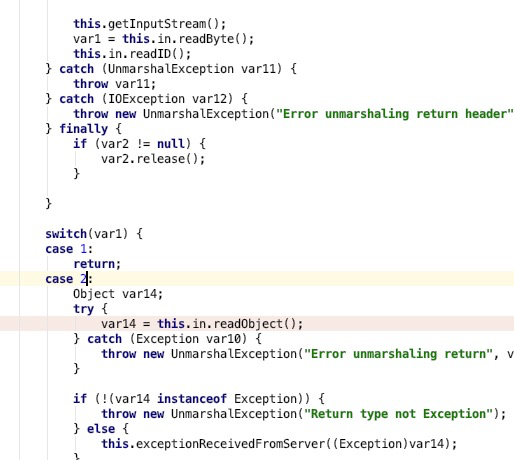 this.getInputStream();
var1 = this.in.readByte();
this.in.readID();
} catch (UnmarshalException var11) {
throw var11;
} catch (IOException var12) {
throw new UnmarshalException("Error unmarshaling return header"
} finally {
if (var2 != null) {
var2.release();
}
}
switch(var1) {
case 1:
return;
case 2:
Object var14;
try {
var14 = this.in.readObject();
} catch (Exception var10) {
throw new UnmarshalException("Error unmarshaling return", v
}
if (!(var14 instanceof Exception)) {
throw new UnmarshalException("Return type not Exception");
} else {
this.exceptionReceivedFromServer((Exception)var14);
}